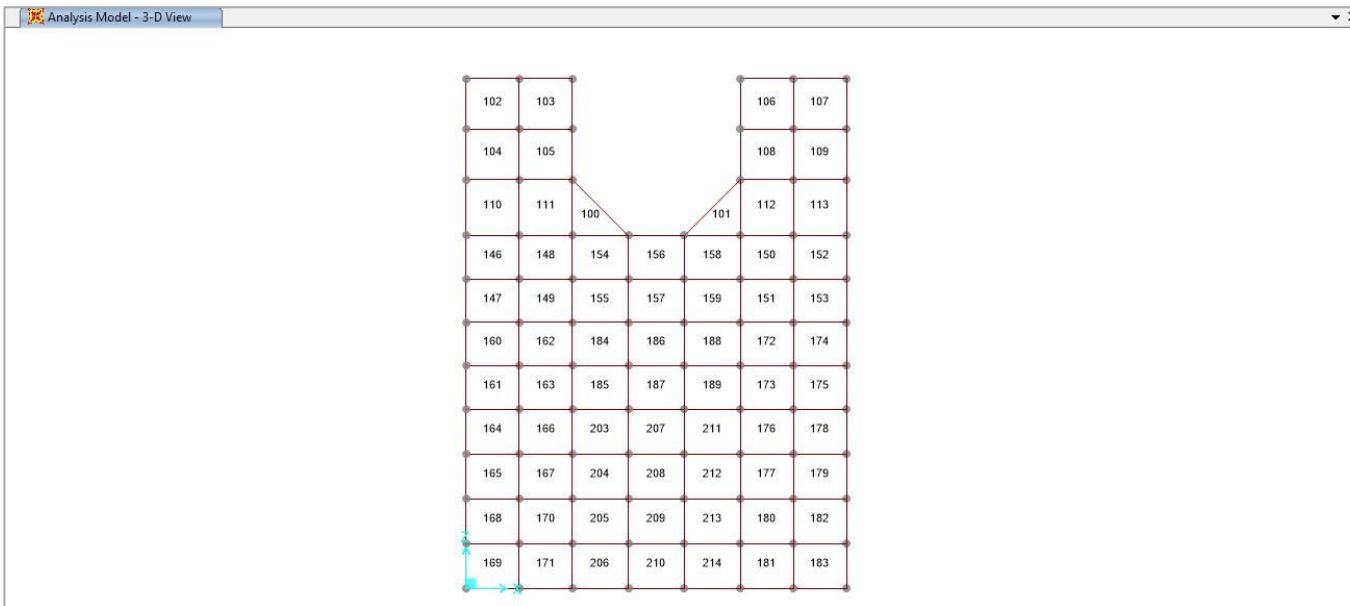 Analysis Model - 3-D View
102 103 106 107
104 105 108 109
110 111 100 101 112 113
146 148 154 156 158 150 152
147 149 155 157 159 151 153
160 162 184 186 188 172 174
161 163 185 187 189 173 175
164 166 203 207 211 176 178
165 167 204 208 212 177 179
168 170 205 209 213 180 182
169 171 206 210 214 181 183
X